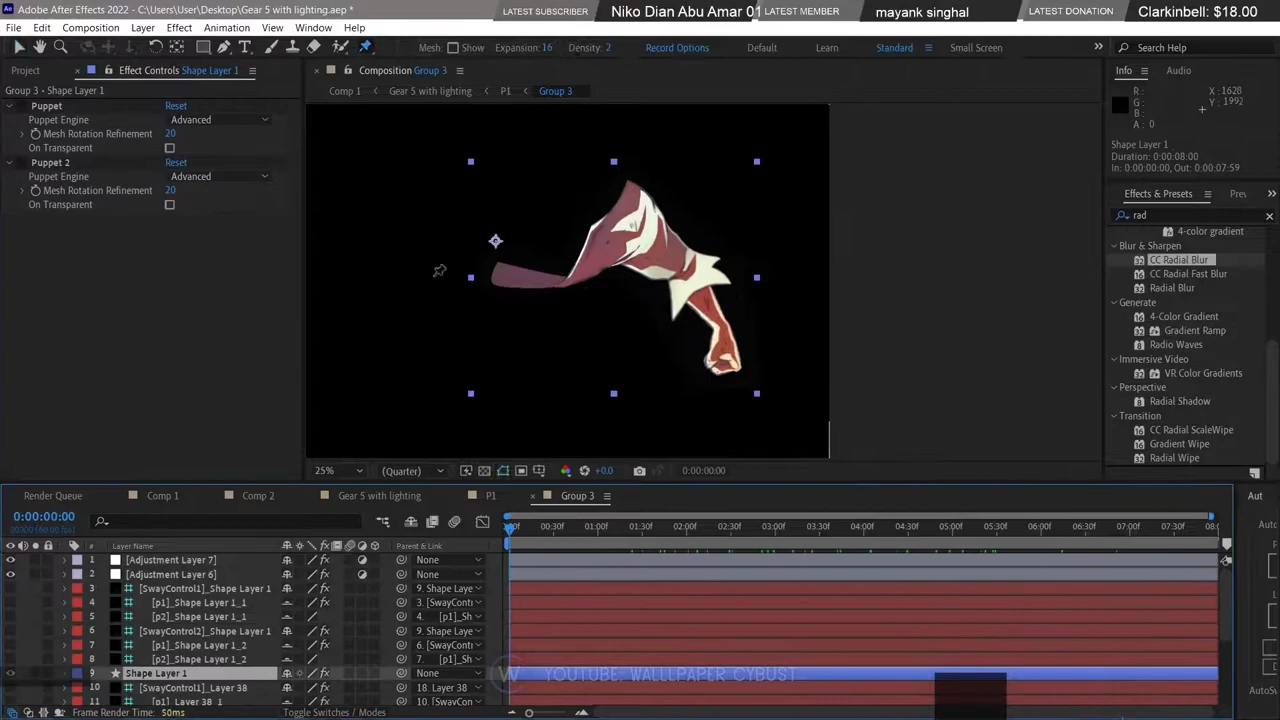 Adobe After Effects 2022 - C:\Users\User\Desktop\Gear 5 with lighting.aep *
LATEST SUBSCRIBER Niko Dian Abu Amar 01 LATEST MEMBER mayank singhal LATEST DONATION Clarkinbell: $18.00
File Edit Composition Layer Effect Animation View Window Help
Mesh: Show Expansion: 16 Density: 2 Record Options Default Learn Standard Small Screen Search Help
Project Effect Controls Shape Layer 1 Composition Group 3 Info Audio
Group 3 • Shape Layer 1
Comp 1 Gear 5 with lighting P1 Group 3
Puppet Reset
Puppet Engine Advanced
Mesh Rotation Refinement 20
On Transparent
Puppet 2 Reset
Puppet Engine Advanced
Mesh Rotation Refinement 20
On Transparent
R: X: 1628
G: Y: 1992
B:
A: 0
Shape Layer 1
Duration: 0:00:08:00
In: 0:00:00:00, Out: 0:00:07:59
Effects & Presets
rad
4-color gradient
Blur & Sharpen
CC Radial Blur
CC Radial Fast Blur
Radial Blur
Generate
4-Color Gradient
Gradient Ramp
Radio Waves
Immersive Video
VR Color Gradients
Perspective
Radial Shadow
Transition
CC Radial ScaleWipe
Gradient Wipe
Radial Wipe
25% (Quarter) +0.0 0:00:00:00
Render Queue Comp 1 Comp 2 Gear 5 with lighting P1 Group 3
0:00:00:00
00:30f 01:00f 01:30f 02:00f 02:30f 03:00f 03:30f 04:00f 04:30f 05:00f 05:30f 06:00f 06:30f 07:00f 07:30f
# Layer Name Parent & Link
1 [Adjustment Layer 7] None
2 [Adjustment Layer 6] None
3 [SwayControl1]_Shape Layer 1 9. Shape Laye
4 [p1]_Shape Layer 1_1 3. [SwayContr
5 [p2]_Shape Layer 1_1 4. [p1]_Sh
6 [SwayControl2]_Shape Layer 1 9. Shape Laye
7 [p1]_Shape Layer 1_2 6. [SwayContr
8 [p2]_Shape Layer 1_2 7. [p1]_Sh
9 Shape Layer 1 None
YOUTUBE: WALLLPAPER CYBUST
10 [SwayControl1]_Layer 38 18. Layer 38
11 [p1]_Layer 38_1 10. [SwayContr
Frame Render Time: 50ms Toggle Switches / Modes